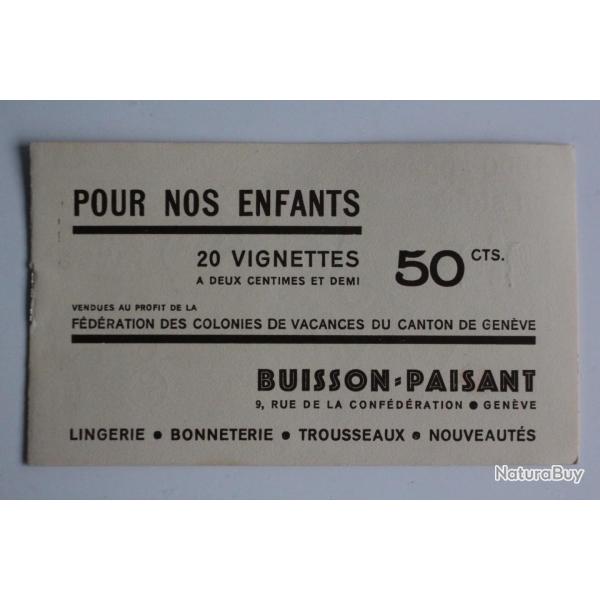 POUR NOS ENFANTS
20 VIGNETTES
A DEUX CENTIMES ET DEMI
50 CTS.
VENDUES AU PROFIT DE LA
FÉDÉRATION DES COLONIES DE VACANCES DU CANTON DE GENÈVE
BUISSON-PAISANT
9, RUE DE LA CONFÉDÉRATION • GENÈVE
LINGERIE • BONNETERIE • TROUSSEAUX • NOUVEAUTÉS
NaturaBuy